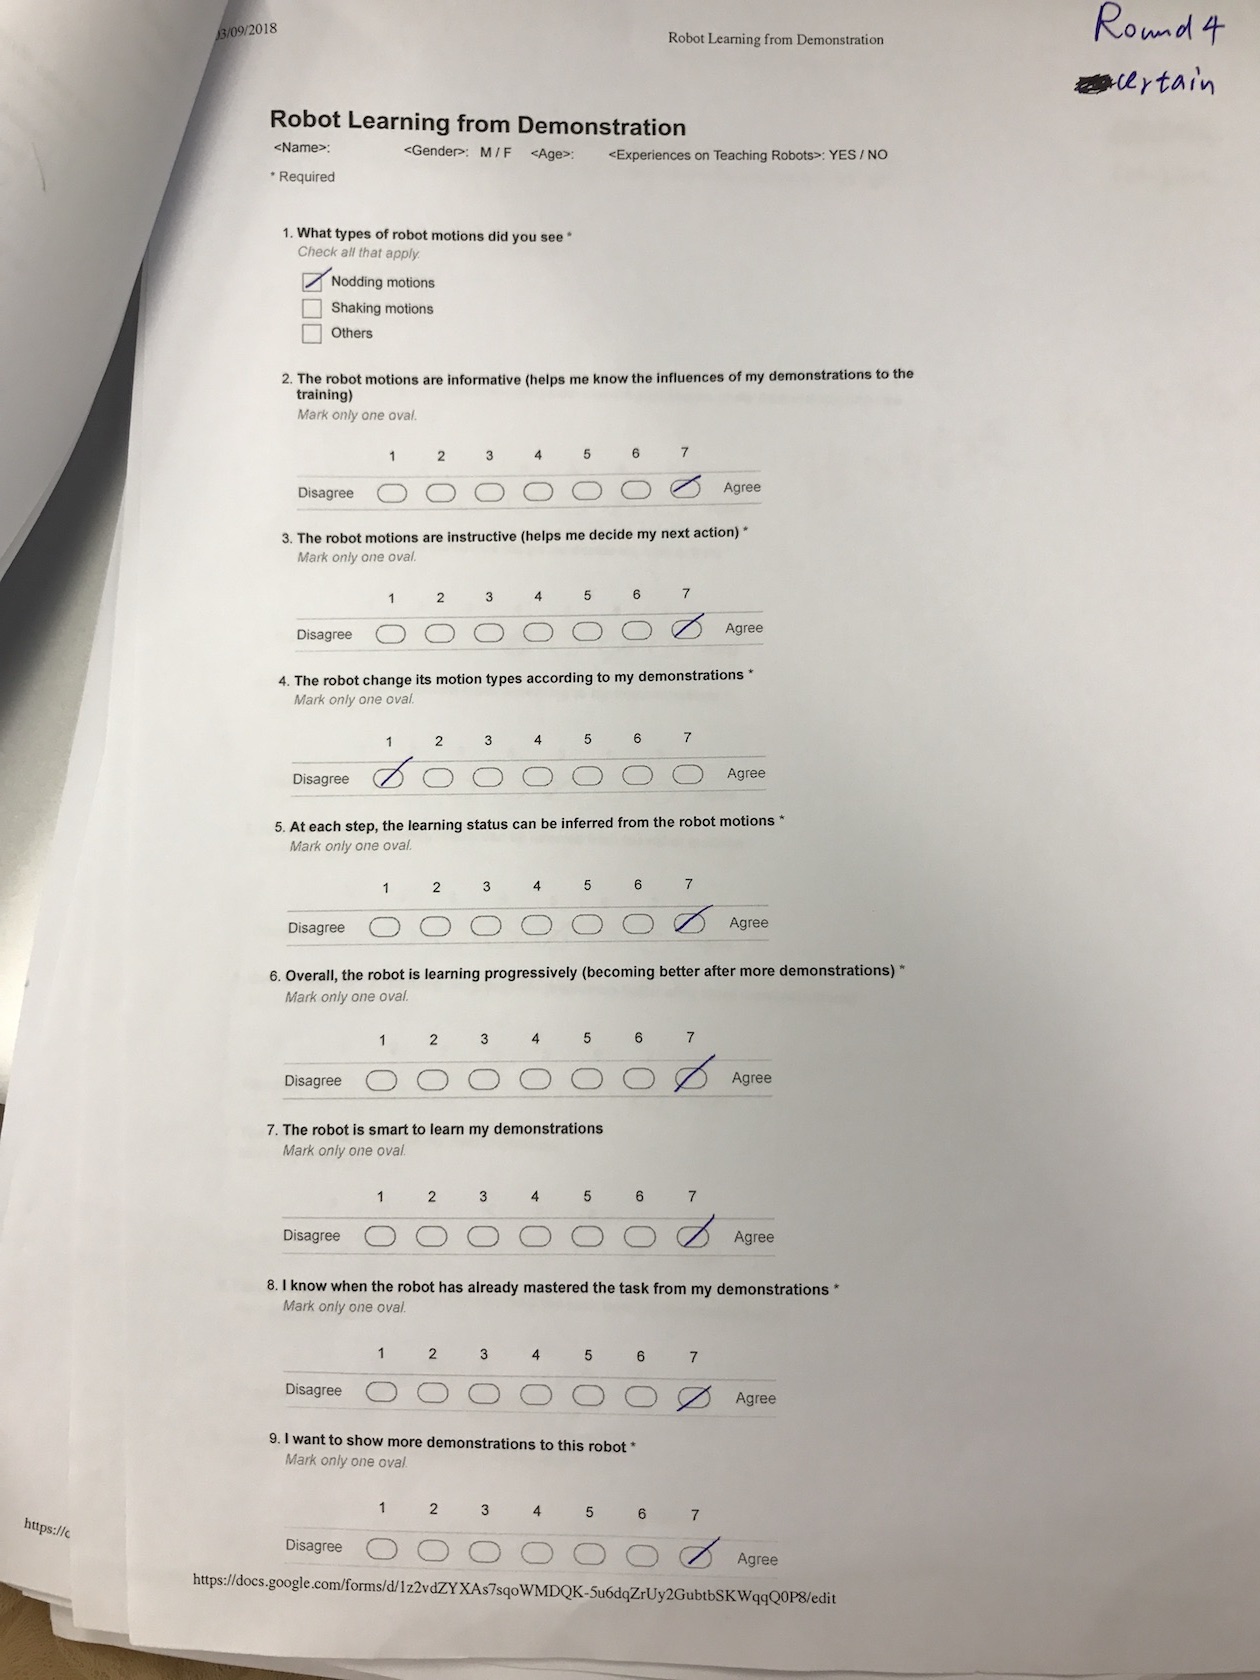 3/09/2018
Robot Learning from Demonstration
Round 4
certain
Robot Learning from Demonstration
<Name>: <Gender>: M / F <Age>: <Experiences on Teaching Robots>: YES / NO
* Required
1. What types of robot motions did you see *
Check all that apply.
Nodding motions
Shaking motions
Others
2. The robot motions are informative (helps me know the influences of my demonstrations to the
training)
Mark only one oval.
1 2 3 4 5 6 7
Disagree Agree
3. The robot motions are instructive (helps me decide my next action) *
Mark only one oval.
1 2 3 4 5 6 7
Disagree Agree
4. The robot change its motion types according to my demonstrations *
Mark only one oval.
1 2 3 4 5 6 7
Disagree Agree
5. At each step, the learning status can be inferred from the robot motions *
Mark only one oval.
1 2 3 4 5 6 7
Disagree Agree
6. Overall, the robot is learning progressively (becoming better after more demonstrations) *
Mark only one oval.
1 2 3 4 5 6 7
Disagree Agree
7. The robot is smart to learn my demonstrations
Mark only one oval.
1 2 3 4 5 6 7
Disagree Agree
8. I know when the robot has already mastered the task from my demonstrations *
Mark only one oval.
1 2 3 4 5 6 7
Disagree Agree
9. I want to show more demonstrations to this robot *
Mark only one oval.
1 2 3 4 5 6 7
Disagree Agree
https://docs.google.com/forms/d/1z2vdZYXAs7sqoWMDQK-5u6dqZrUy2GubtbSKWqqQ0P8/edit
https://c